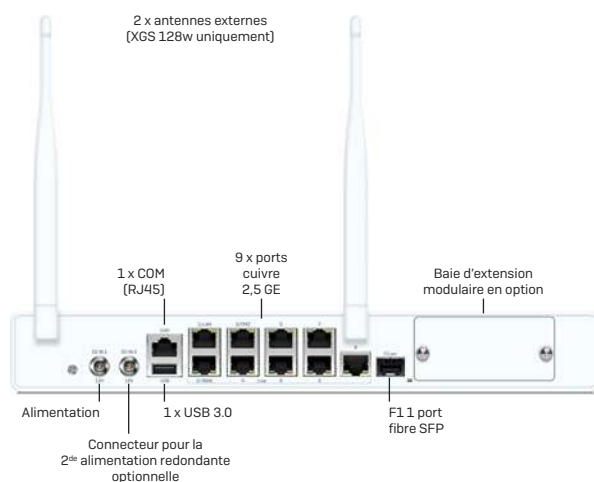 2 x antennes externes
(XGS 128w uniquement)
1 x COM
(RJ45)
9 x ports
cuivre
2,5 GE
Baie d'extension
modulaire en option
Alimentation
1 x USB 3.0
F1 1 port
fibre SFP
Connecteur pour la
2de alimentation redondante
optionnelle